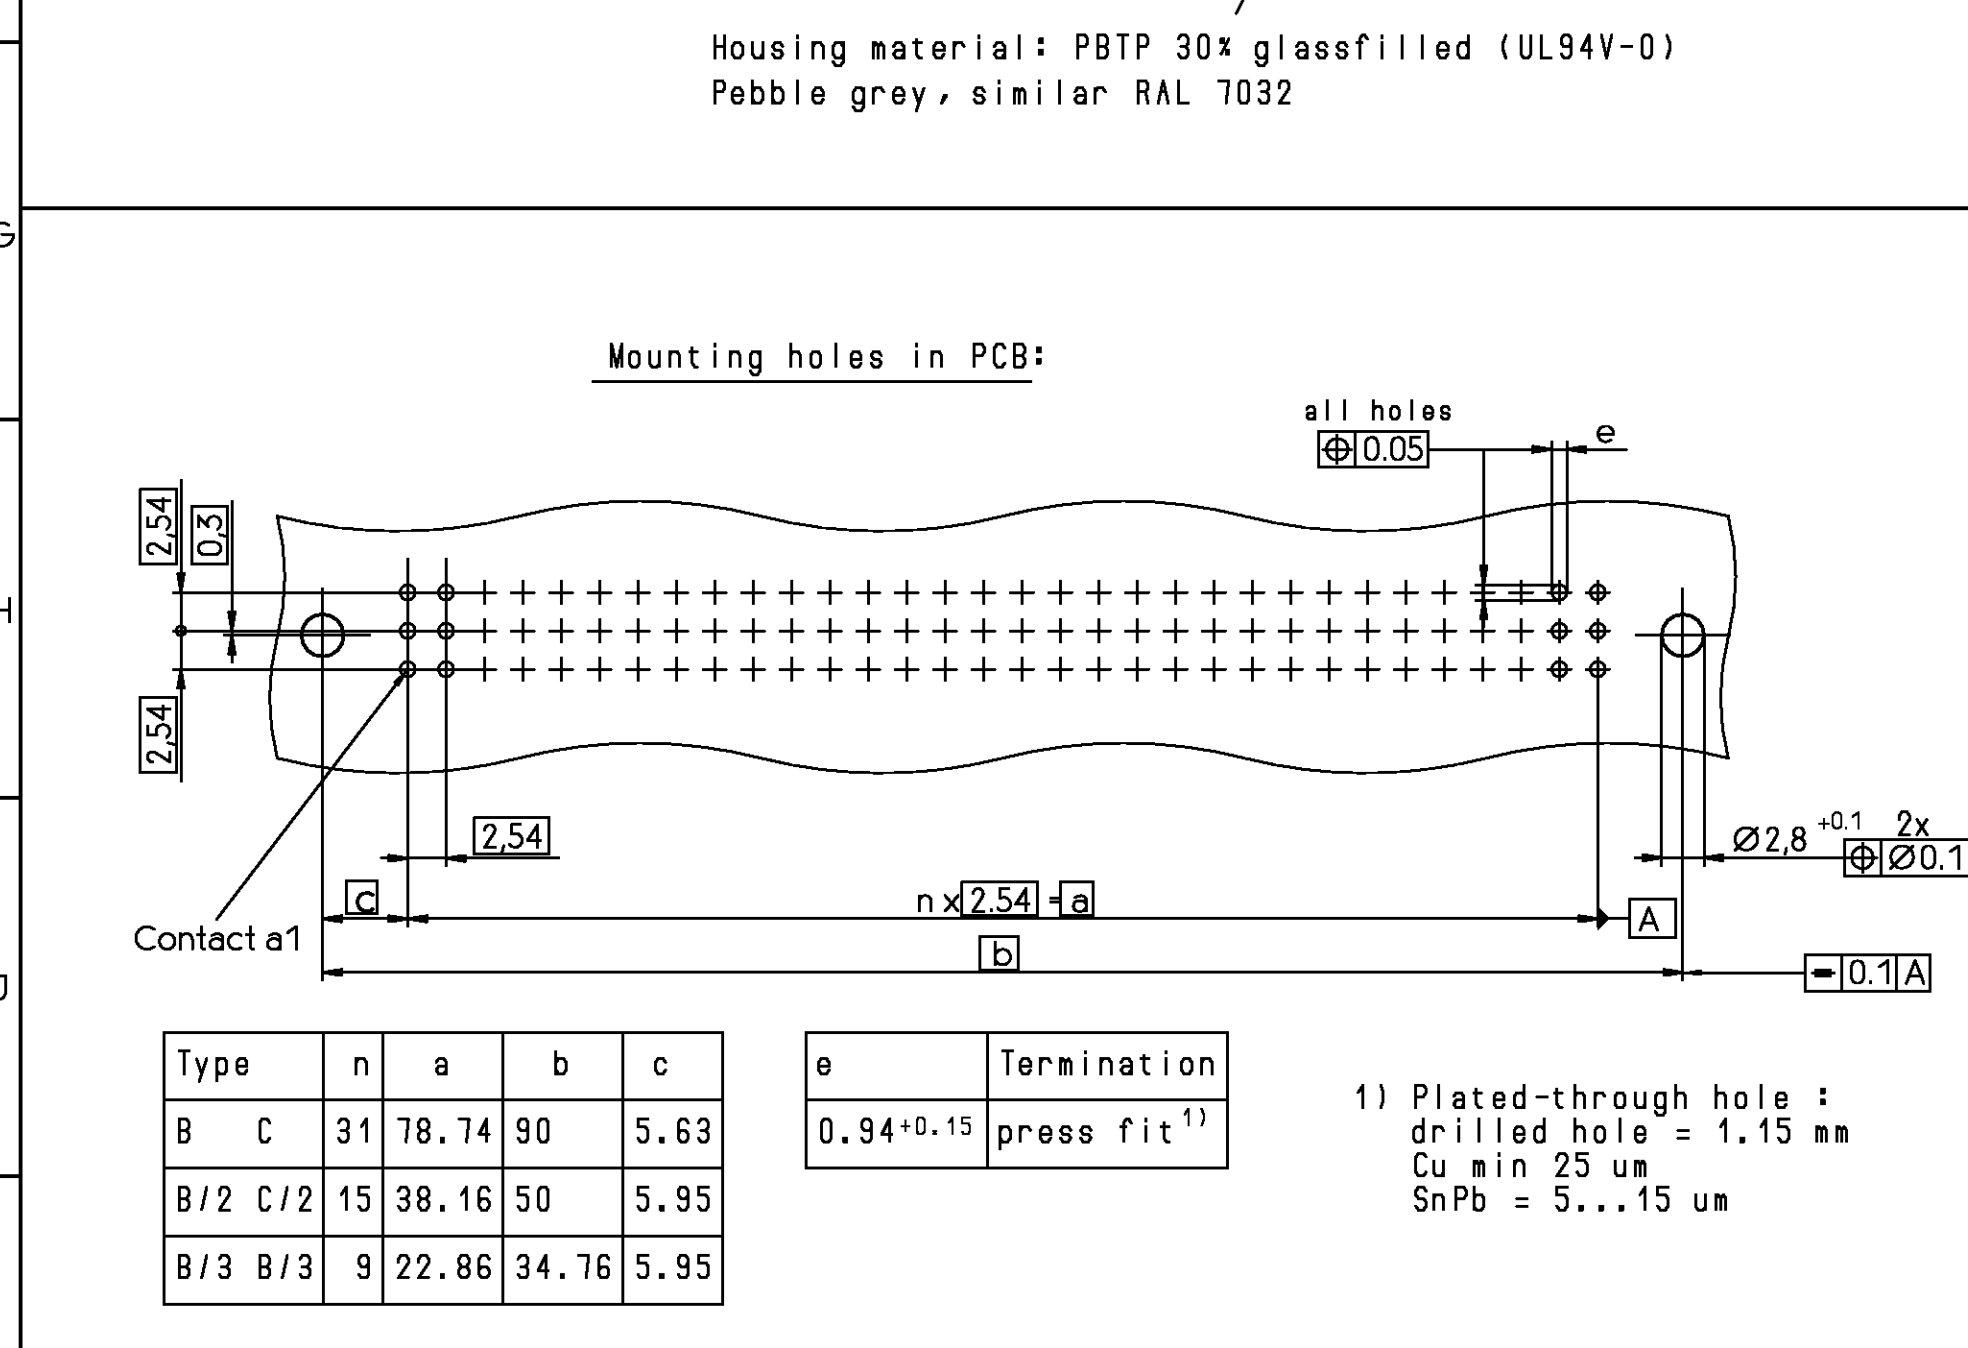 Housing material: PBTP 30% glassfilled (UL94V-0)
Pebble grey, similar RAL 7032
G
Mounting holes in PCB:
all holes
⌖ 0.05
e
2,54
0,3
H
2,54
2,54
Ø2,8 +0.1 2x
⌖ Ø0.1
c
n x 2.54 = a
A
Contact a1
b
J
⌯ 0.1 A
Type n a b c
B C 31 78.74 90 5.63
B/2 C/2 15 38.16 50 5.95
B/3 B/3 9 22.86 34.76 5.95
e Termination
0.94+0.15 press fit 1)
1) Plated-through hole :
drilled hole = 1.15 mm
Cu min 25 um
SnPb = 5...15 um